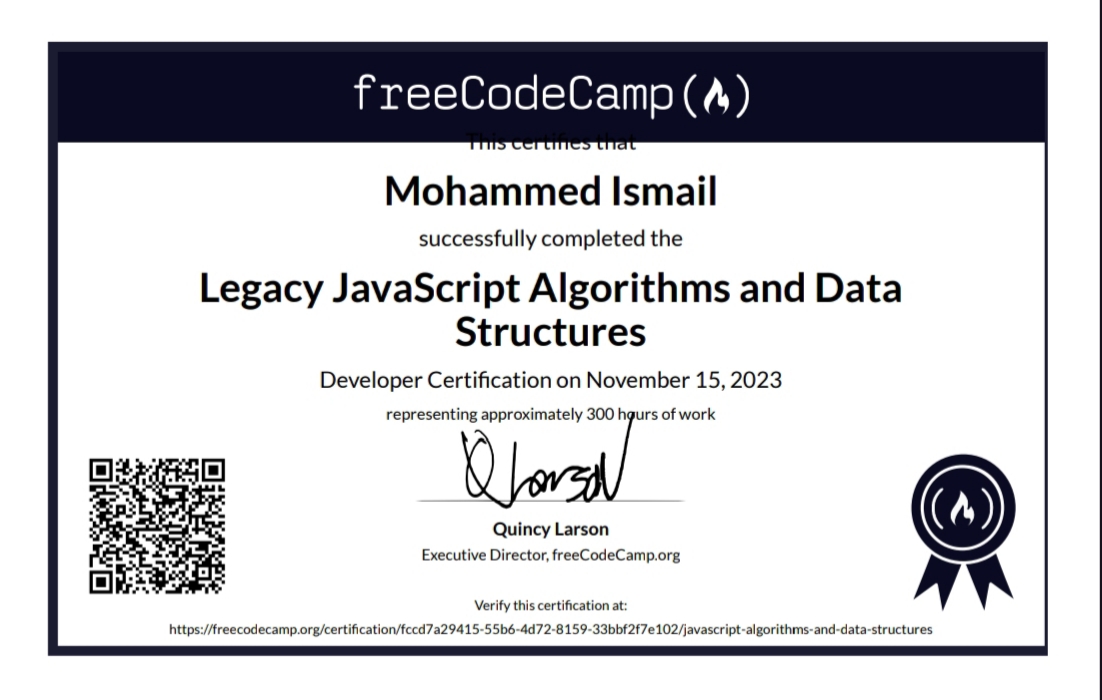 freeCodeCamp(🔥)
This certifies that
Mohammed Ismail
successfully completed the
Legacy JavaScript Algorithms and Data
Structures
Developer Certification on November 15, 2023
representing approximately 300 hours of work
Q Larson
Quincy Larson
Executive Director, freeCodeCamp.org
Verify this certification at:
https://freecodecamp.org/certification/fccd7a29415-55b6-4d72-8159-33bbf2f7e102/javascript-algorithms-and-data-structures